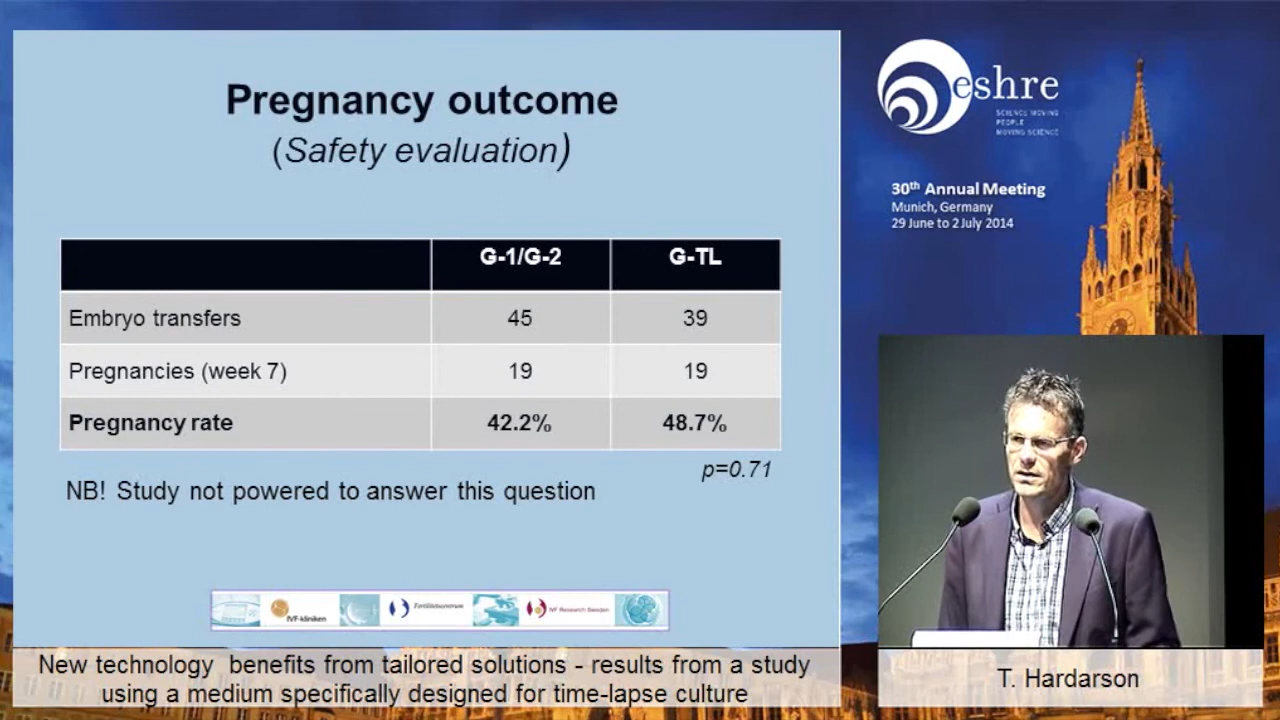 Pregnancy outcome
(Safety evaluation)
G-1/G-2 G-TL
Embryo transfers 45 39
Pregnancies (week 7) 19 19
Pregnancy rate 42.2% 48.7%
p=0.71
NB! Study not powered to answer this question
IVF-kliniken Fertilitetscentrum IVF Research Sweden
New technology benefits from tailored solutions - results from a study
using a medium specifically designed for time-lapse culture
eshre
SCIENCE MOVING
PEOPLE
MOVING SCIENCE
30th Annual Meeting
Munich, Germany
29 June to 2 July 2014
T. Hardarson